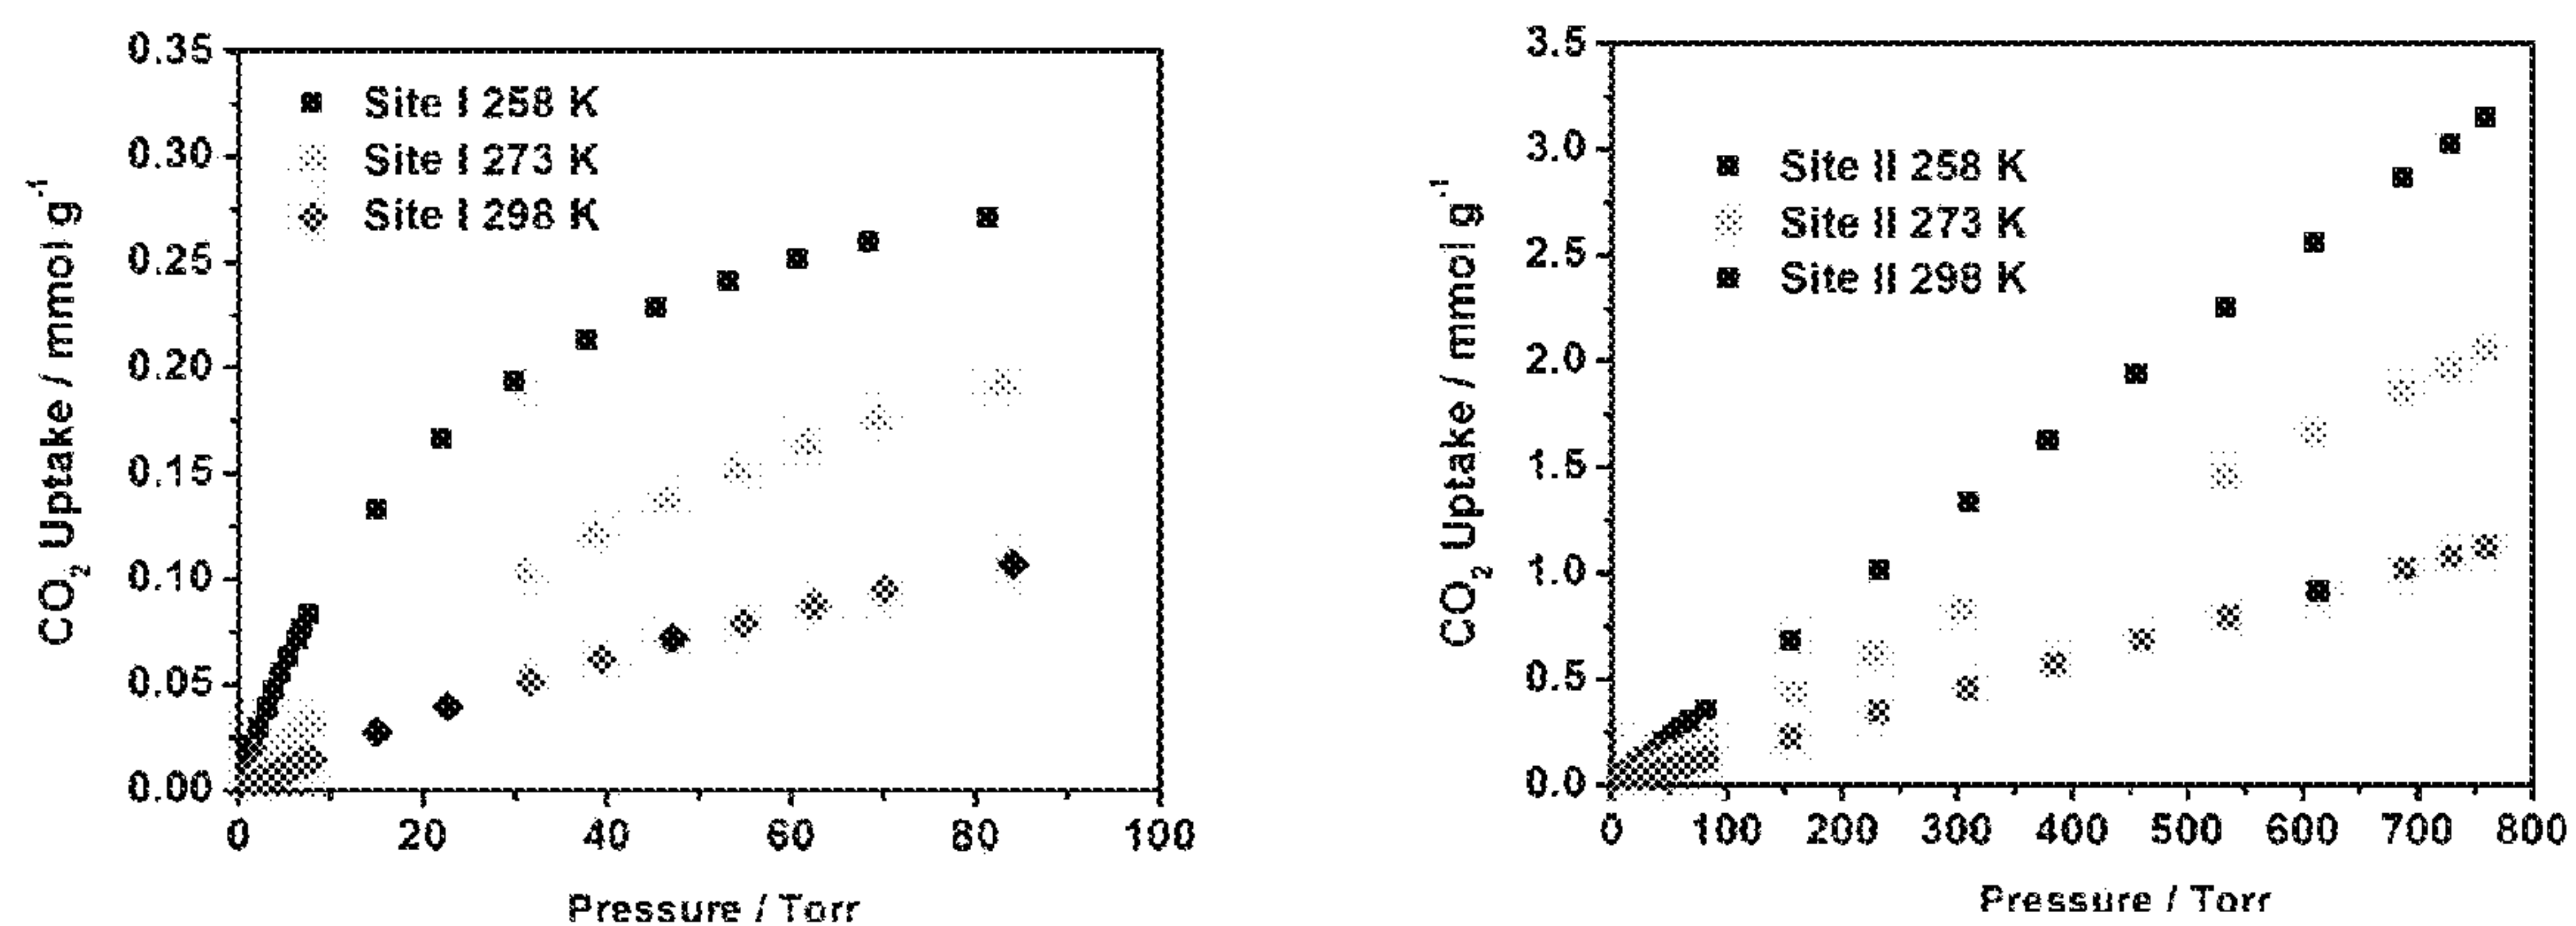 0.35
0.30
0.25
0.20
0.15
0.10
0.05
0.00
CO2 Uptake / mmol g-1
Site I 258 K
Site I 273 K
Site I 298 K
0 20 40 60 80 100
Pressure / Torr
3.5
3.0
2.5
2.0
1.5
1.0
0.5
0.0
CO2 Uptake / mmol g-1
Site II 258 K
Site II 273 K
Site II 298 K
0 100 200 300 400 500 600 700 800
Pressure / Torr